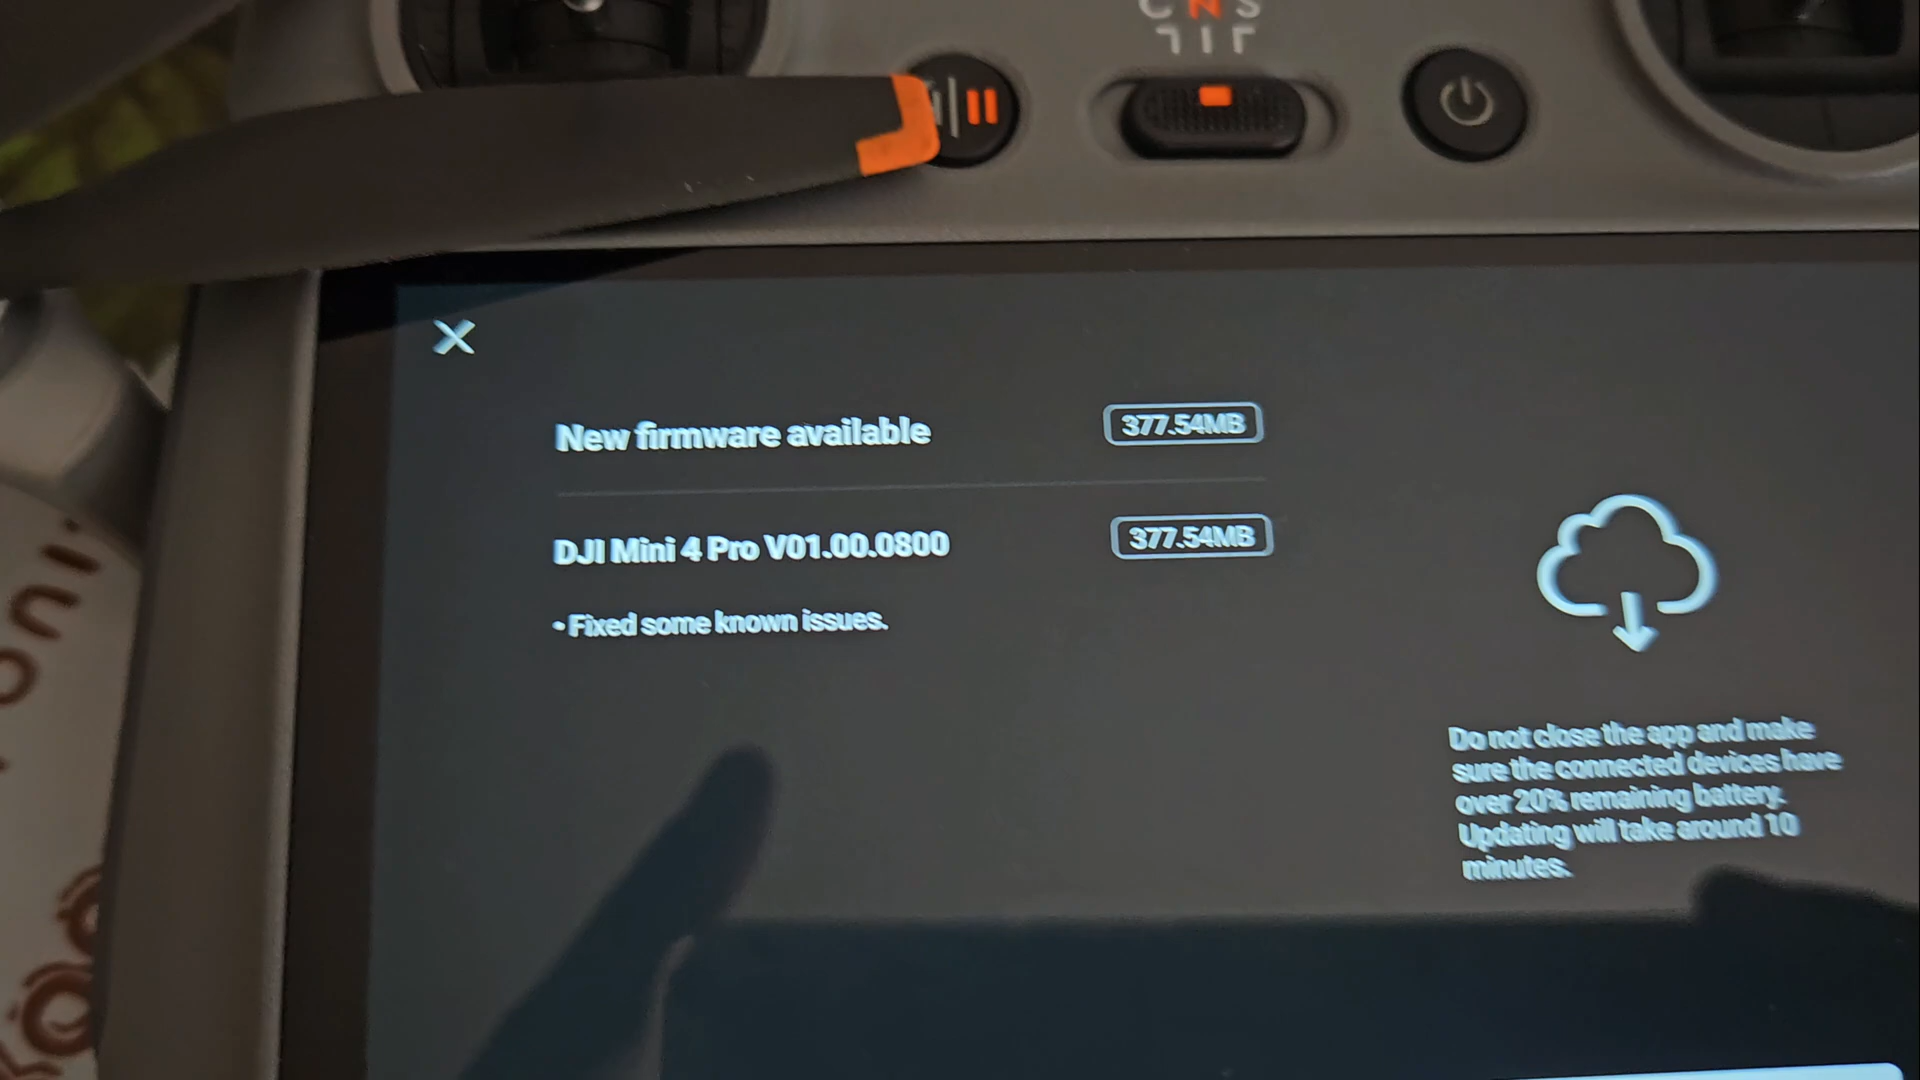 C N S
New firmware available 377.54MB
DJI Mini 4 Pro V01.00.0800 377.54MB
• Fixed some known issues.
Do not close the app and make
sure the connected devices have
over 20% remaining battery.
Updating will take around 10
minutes.